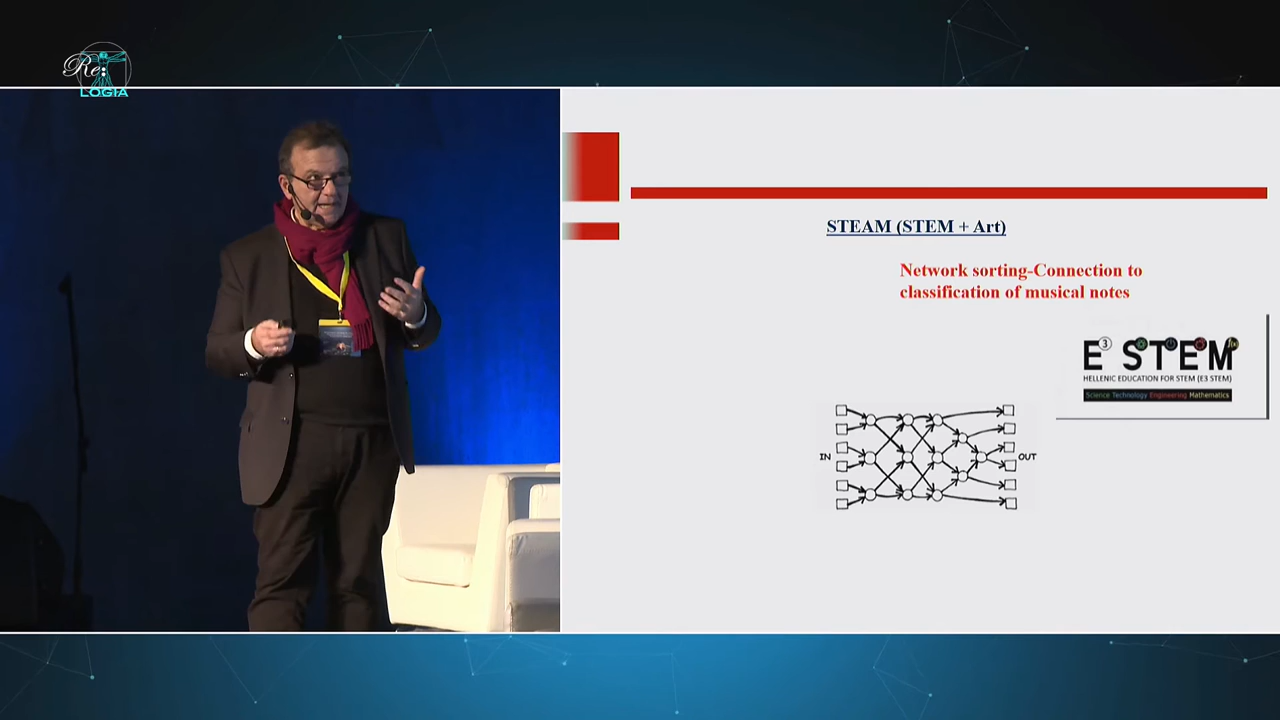 Re:
LOGIA
STEAM (STEM + Art)
Network sorting-Connection to
classification of musical notes
E3 STEM
HELLENIC EDUCATION FOR STEM (E3 STEM)
Science Technology Engineering Mathematics
IN
OUT